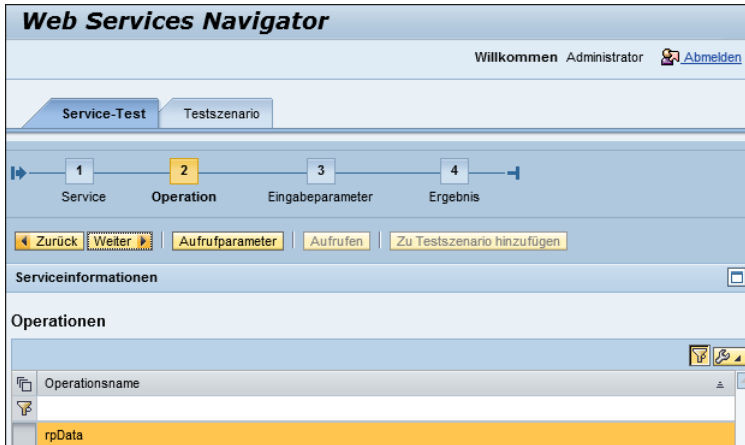 Web Services Navigator
Willkommen Administrator Abmelden
Service-Test Testszenario
1 2 3 4
Service Operation Eingabeparameter Ergebnis
Zurück Weiter Aufrufparameter Aufrufen Zu Testszenario hinzufügen
Serviceinformationen
Operationen
Operationsname
rpData